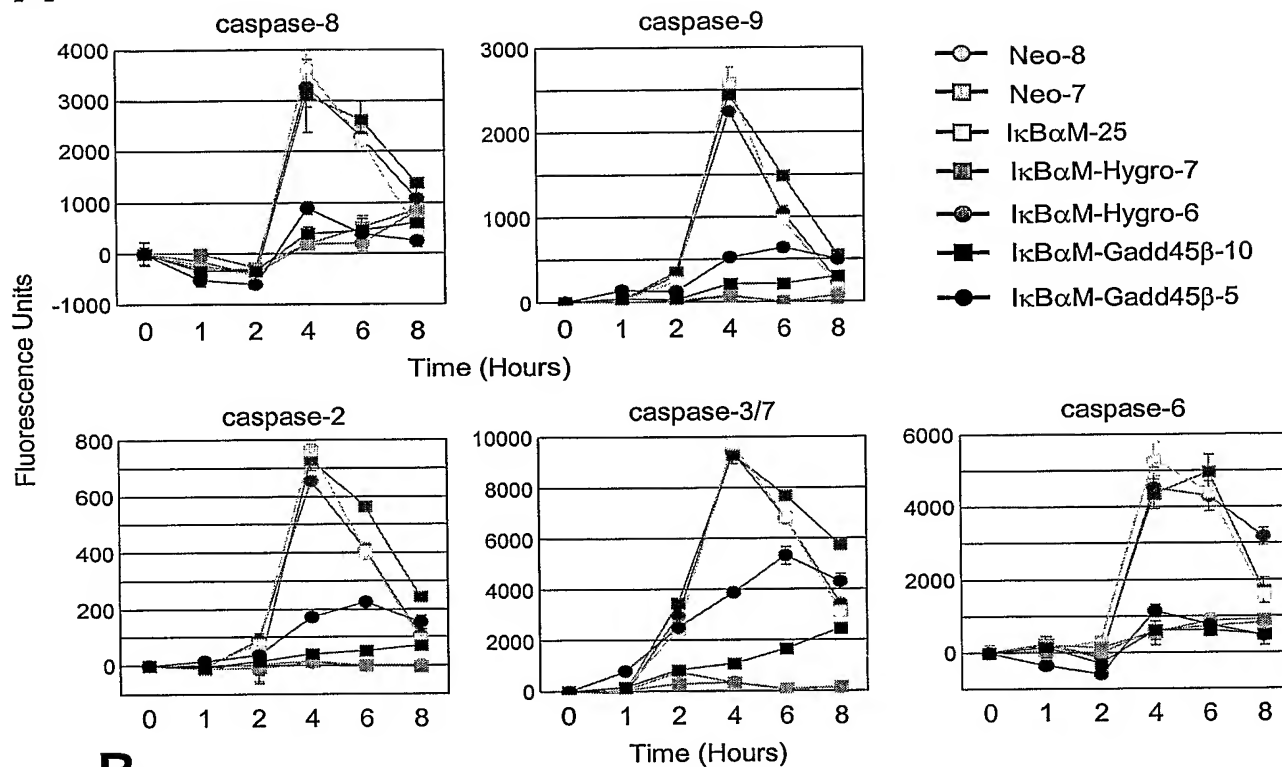 caspase-8
4000
3000
2000
1000
0
-1000
0 1 2 4 6 8
caspase-9
3000
2000
1000
0
0 1 2 4 6 8
Neo-8
Neo-7
IκBαM-25
IκBαM-Hygro-7
IκBαM-Hygro-6
IκBαM-Gadd45β-10
IκBαM-Gadd45β-5
Fluorescence Units
Time (Hours)
caspase-2
800
600
400
200
0
0 1 2 4 6 8
caspase-3/7
10000
8000
6000
4000
2000
0
0 1 2 4 6 8
caspase-6
6000
4000
2000
0
0 1 2 4 6 8
Time (Hours)